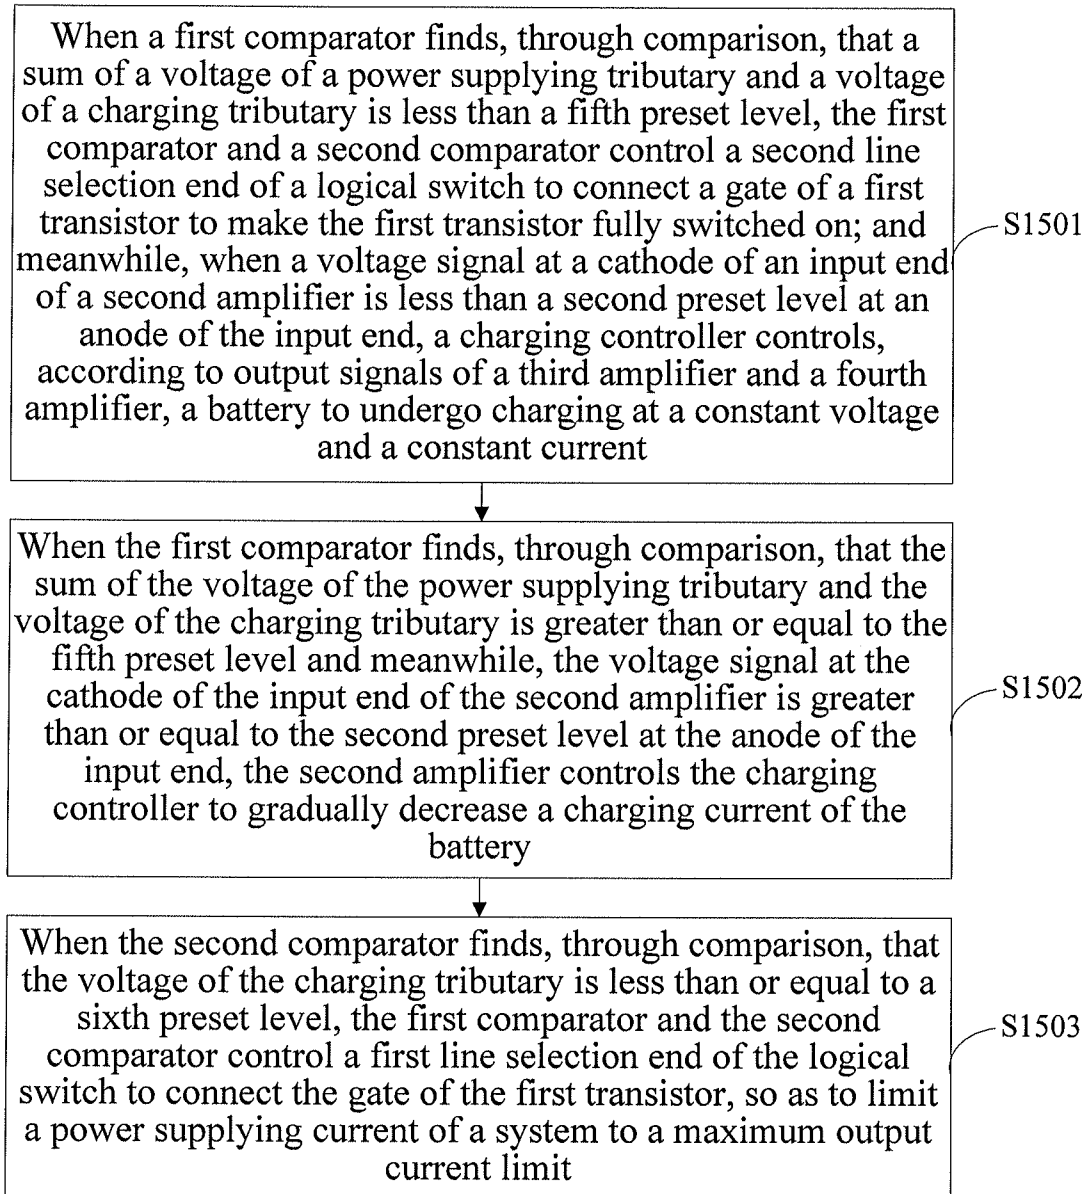 When a first comparator finds, through comparison, that a
sum of a voltage of a power supplying tributary and a voltage
of a charging tributary is less than a fifth preset level, the first
comparator and a second comparator control a second line
selection end of a logical switch to connect a gate of a first
transistor to make the first transistor fully switched on; and
meanwhile, when a voltage signal at a cathode of an input end
of a second amplifier is less than a second preset level at an
anode of the input end, a charging controller controls,
according to output signals of a third amplifier and a fourth
amplifier, a battery to undergo charging at a constant voltage
and a constant current
S1501
When the first comparator finds, through comparison, that the
sum of the voltage of the power supplying tributary and the
voltage of the charging tributary is greater than or equal to the
fifth preset level and meanwhile, the voltage signal at the
cathode of the input end of the second amplifier is greater
than or equal to the second preset level at the anode of the
input end, the second amplifier controls the charging
controller to gradually decrease a charging current of the
battery
S1502
When the second comparator finds, through comparison, that
the voltage of the charging tributary is less than or equal to a
sixth preset level, the first comparator and the second
comparator control a first line selection end of the logical
switch to connect the gate of the first transistor, so as to limit
a power supplying current of a system to a maximum output
current limit
S1503